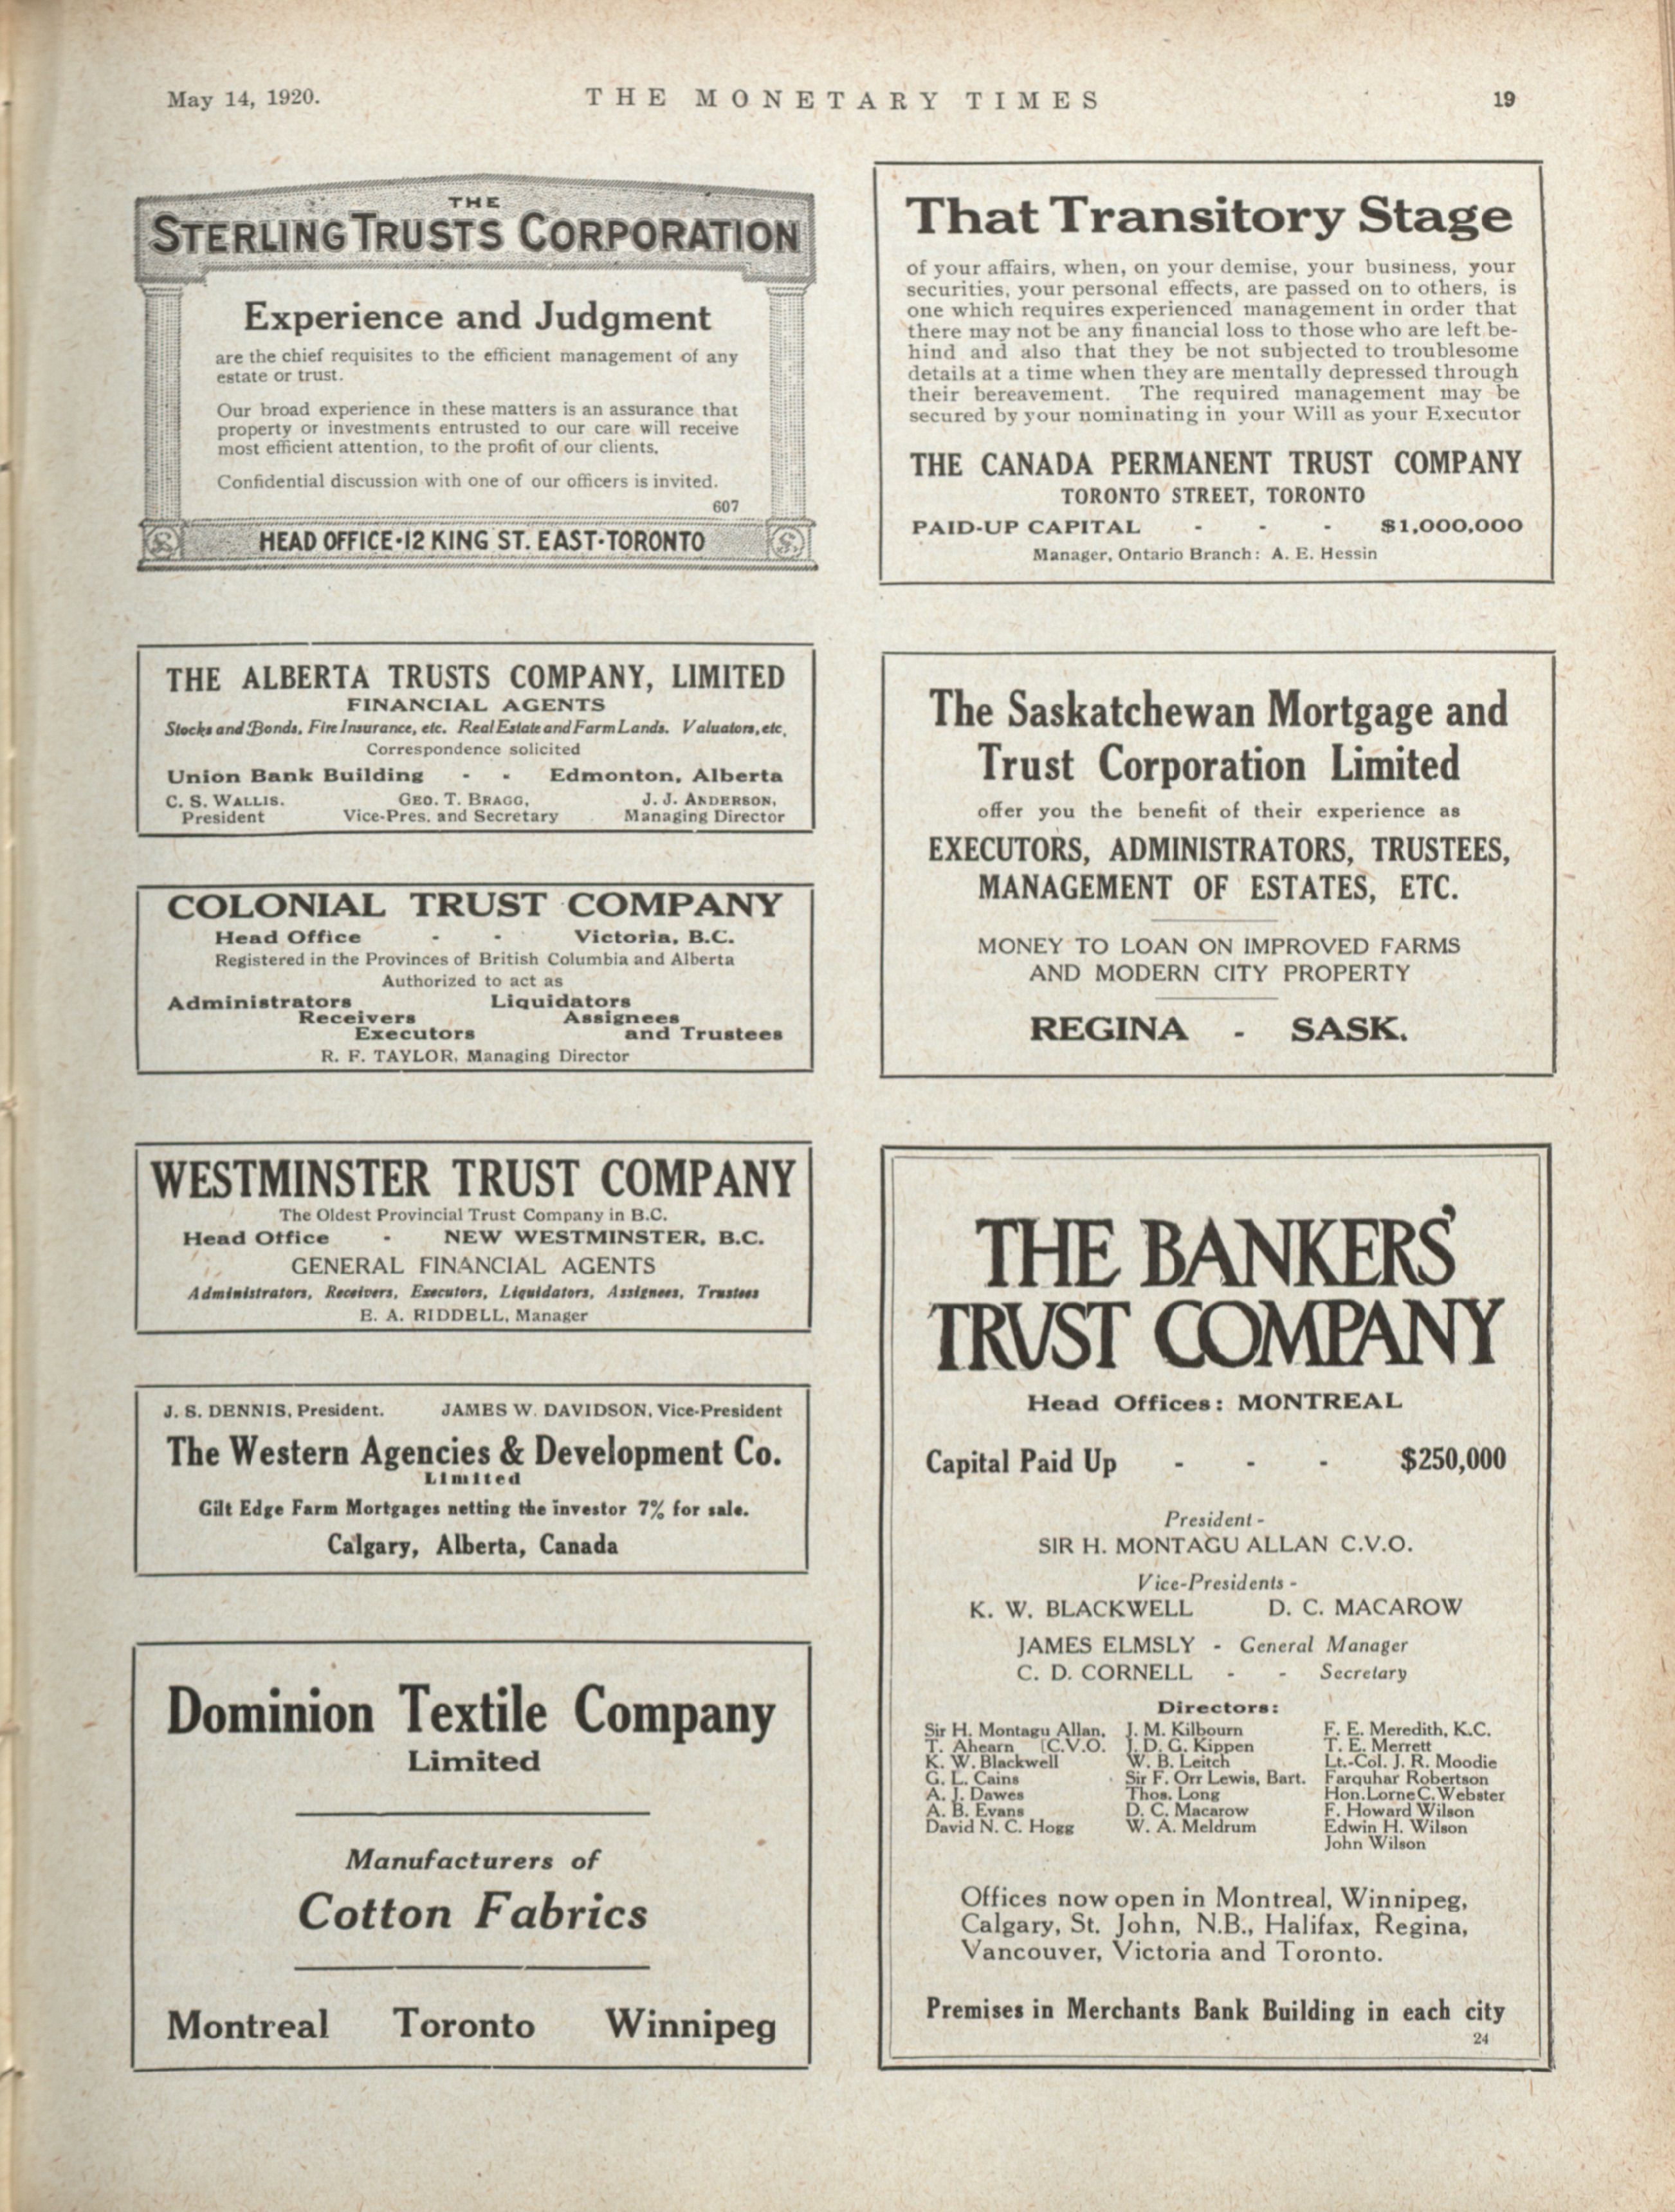 May 14, 1920. THE MONETARY TIMES 19
THE
STERLING TRUSTS CORPORATION
Experience and Judgment
are the chief requisites to the efficient management of any
estate or trust.
Our broad experience in these matters is an assurance that
property or investments entrusted to our care will receive
most efficient attention, to the profit of our clients.
Confidential discussion with one of our officers is invited.
607
HEAD OFFICE · 12 KING ST. EAST · TORONTO
THE ALBERTA TRUSTS COMPANY, LIMITED
FINANCIAL AGENTS
Stocks and Bonds, Fire Insurance, etc. Real Estate and Farm Lands. Valuators, etc,
Correspondence solicited
Union Bank Building - - Edmonton, Alberta
C. S. WALLIS. GEO. T. BRAGG, J. J. ANDERSON,
President Vice-Pres. and Secretary Managing Director
COLONIAL TRUST COMPANY
Head Office - - Victoria, B.C.
Registered in the Provinces of British Columbia and Alberta
Authorized to act as
Administrators Liquidators
Receivers Assignees
Executors and Trustees
R. F. TAYLOR, Managing Director
WESTMINSTER TRUST COMPANY
The Oldest Provincial Trust Company in B.C.
Head Office - NEW WESTMINSTER, B.C.
GENERAL FINANCIAL AGENTS
Administrators, Receivers, Executors, Liquidators, Assignees, Trustees
E. A. RIDDELL, Manager
J. S. DENNIS, President. JAMES W. DAVIDSON, Vice-President
The Western Agencies & Development Co.
Limited
Gilt Edge Farm Mortgages netting the investor 7% for sale.
Calgary, Alberta, Canada
Dominion Textile Company
Limited
Manufacturers of
Cotton Fabrics
Montreal Toronto Winnipeg
That Transitory Stage
of your affairs, when, on your demise, your business, your
securities, your personal effects, are passed on to others, is
one which requires experienced management in order that
there may not be any financial loss to those who are left be-
hind and also that they be not subjected to troublesome
details at a time when they are mentally depressed through
their bereavement. The required management may be
secured by your nominating in your Will as your Executor
THE CANADA PERMANENT TRUST COMPANY
TORONTO STREET, TORONTO
PAID-UP CAPITAL - - - $1,000,000
Manager, Ontario Branch: A. E. Hessin
The Saskatchewan Mortgage and
Trust Corporation Limited
offer you the benefit of their experience as
EXECUTORS, ADMINISTRATORS, TRUSTEES,
MANAGEMENT OF ESTATES, ETC.
MONEY TO LOAN ON IMPROVED FARMS
AND MODERN CITY PROPERTY
REGINA - SASK.
THE BANKERS'
TRVST COMPANY
Head Offices: MONTREAL
Capital Paid Up - - - $250,000
President -
SIR H. MONTAGU ALLAN C.V.O.
Vice-Presidents -
K. W. BLACKWELL D. C. MACAROW
JAMES ELMSLY - General Manager
C. D. CORNELL - - Secretary
Directors:
Sir H. Montagu Allan, J. M. Kilbourn F. E. Meredith, K.C.
T. Ahearn [C.V.O. J. D. G. Kippen T. E. Merrett
K. W. Blackwell W. B. Leitch Lt.-Col. J. R. Moodie
G. L. Cains Sir F. Orr Lewis, Bart. Farquhar Robertson
A. J. Dawes Thos. Long Hon. Lorne C. Webster
A. B. Evans D. C. Macarow F. Howard Wilson
David N. C. Hogg W. A. Meldrum Edwin H. Wilson
John Wilson
Offices now open in Montreal, Winnipeg,
Calgary, St. John, N.B., Halifax, Regina,
Vancouver, Victoria and Toronto.
Premises in Merchants Bank Building in each city
24